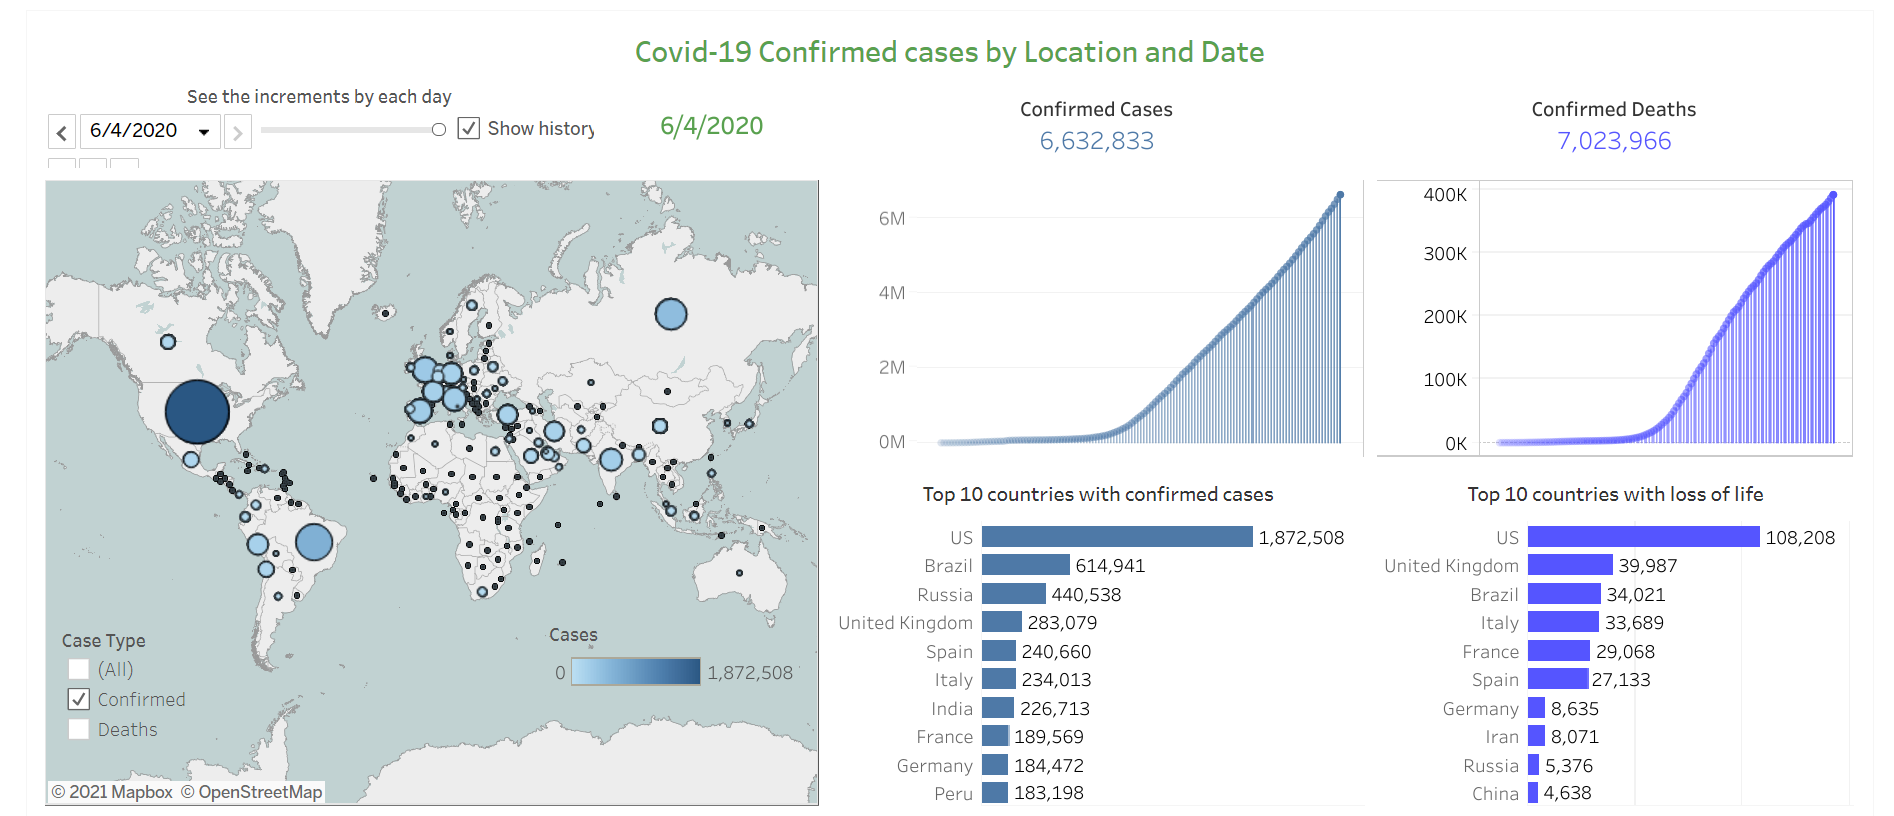 Covid-19 Confirmed cases by Location and Date
See the increments by each day
6/4/2020
Show history
6/4/2020
Confirmed Cases
6,632,833
Confirmed Deaths
7,023,966
6M
4M
2M
0M
400K
300K
200K
100K
0K
Case Type
(All)
Confirmed
Deaths
Cases
0
1,872,508
© 2021 Mapbox © OpenStreetMap
Top 10 countries with confirmed cases
US 1,872,508
Brazil 614,941
Russia 440,538
United Kingdom 283,079
Spain 240,660
Italy 234,013
India 226,713
France 189,569
Germany 184,472
Peru 183,198
Top 10 countries with loss of life
US 108,208
United Kingdom 39,987
Brazil 34,021
Italy 33,689
France 29,068
Spain 27,133
Germany 8,635
Iran 8,071
Russia 5,376
China 4,638